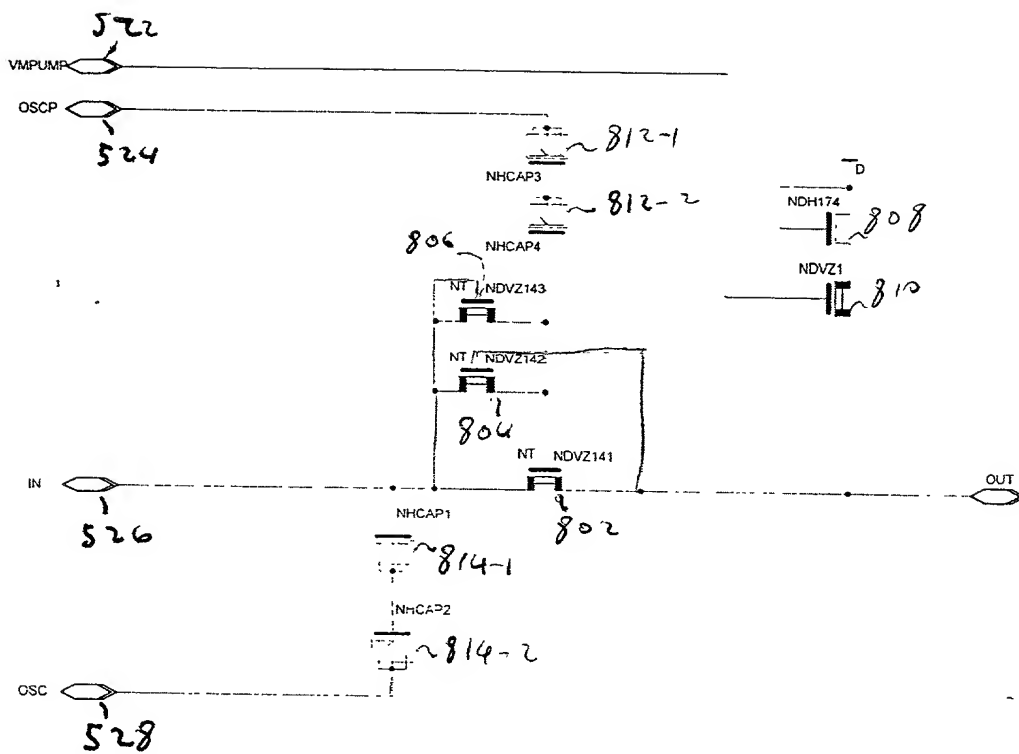 522
VMPUMP
OSCP
524
812-1
NHCAP3
812-2
NHCAP4
D
NDH174
808
NDVZ1
810
806
NT NDVZ143
NT NDVZ142
804
NT NDVZ141
802
IN
526
OUT
NHCAP1
814-1
NHCAP2
814-2
OSC
528